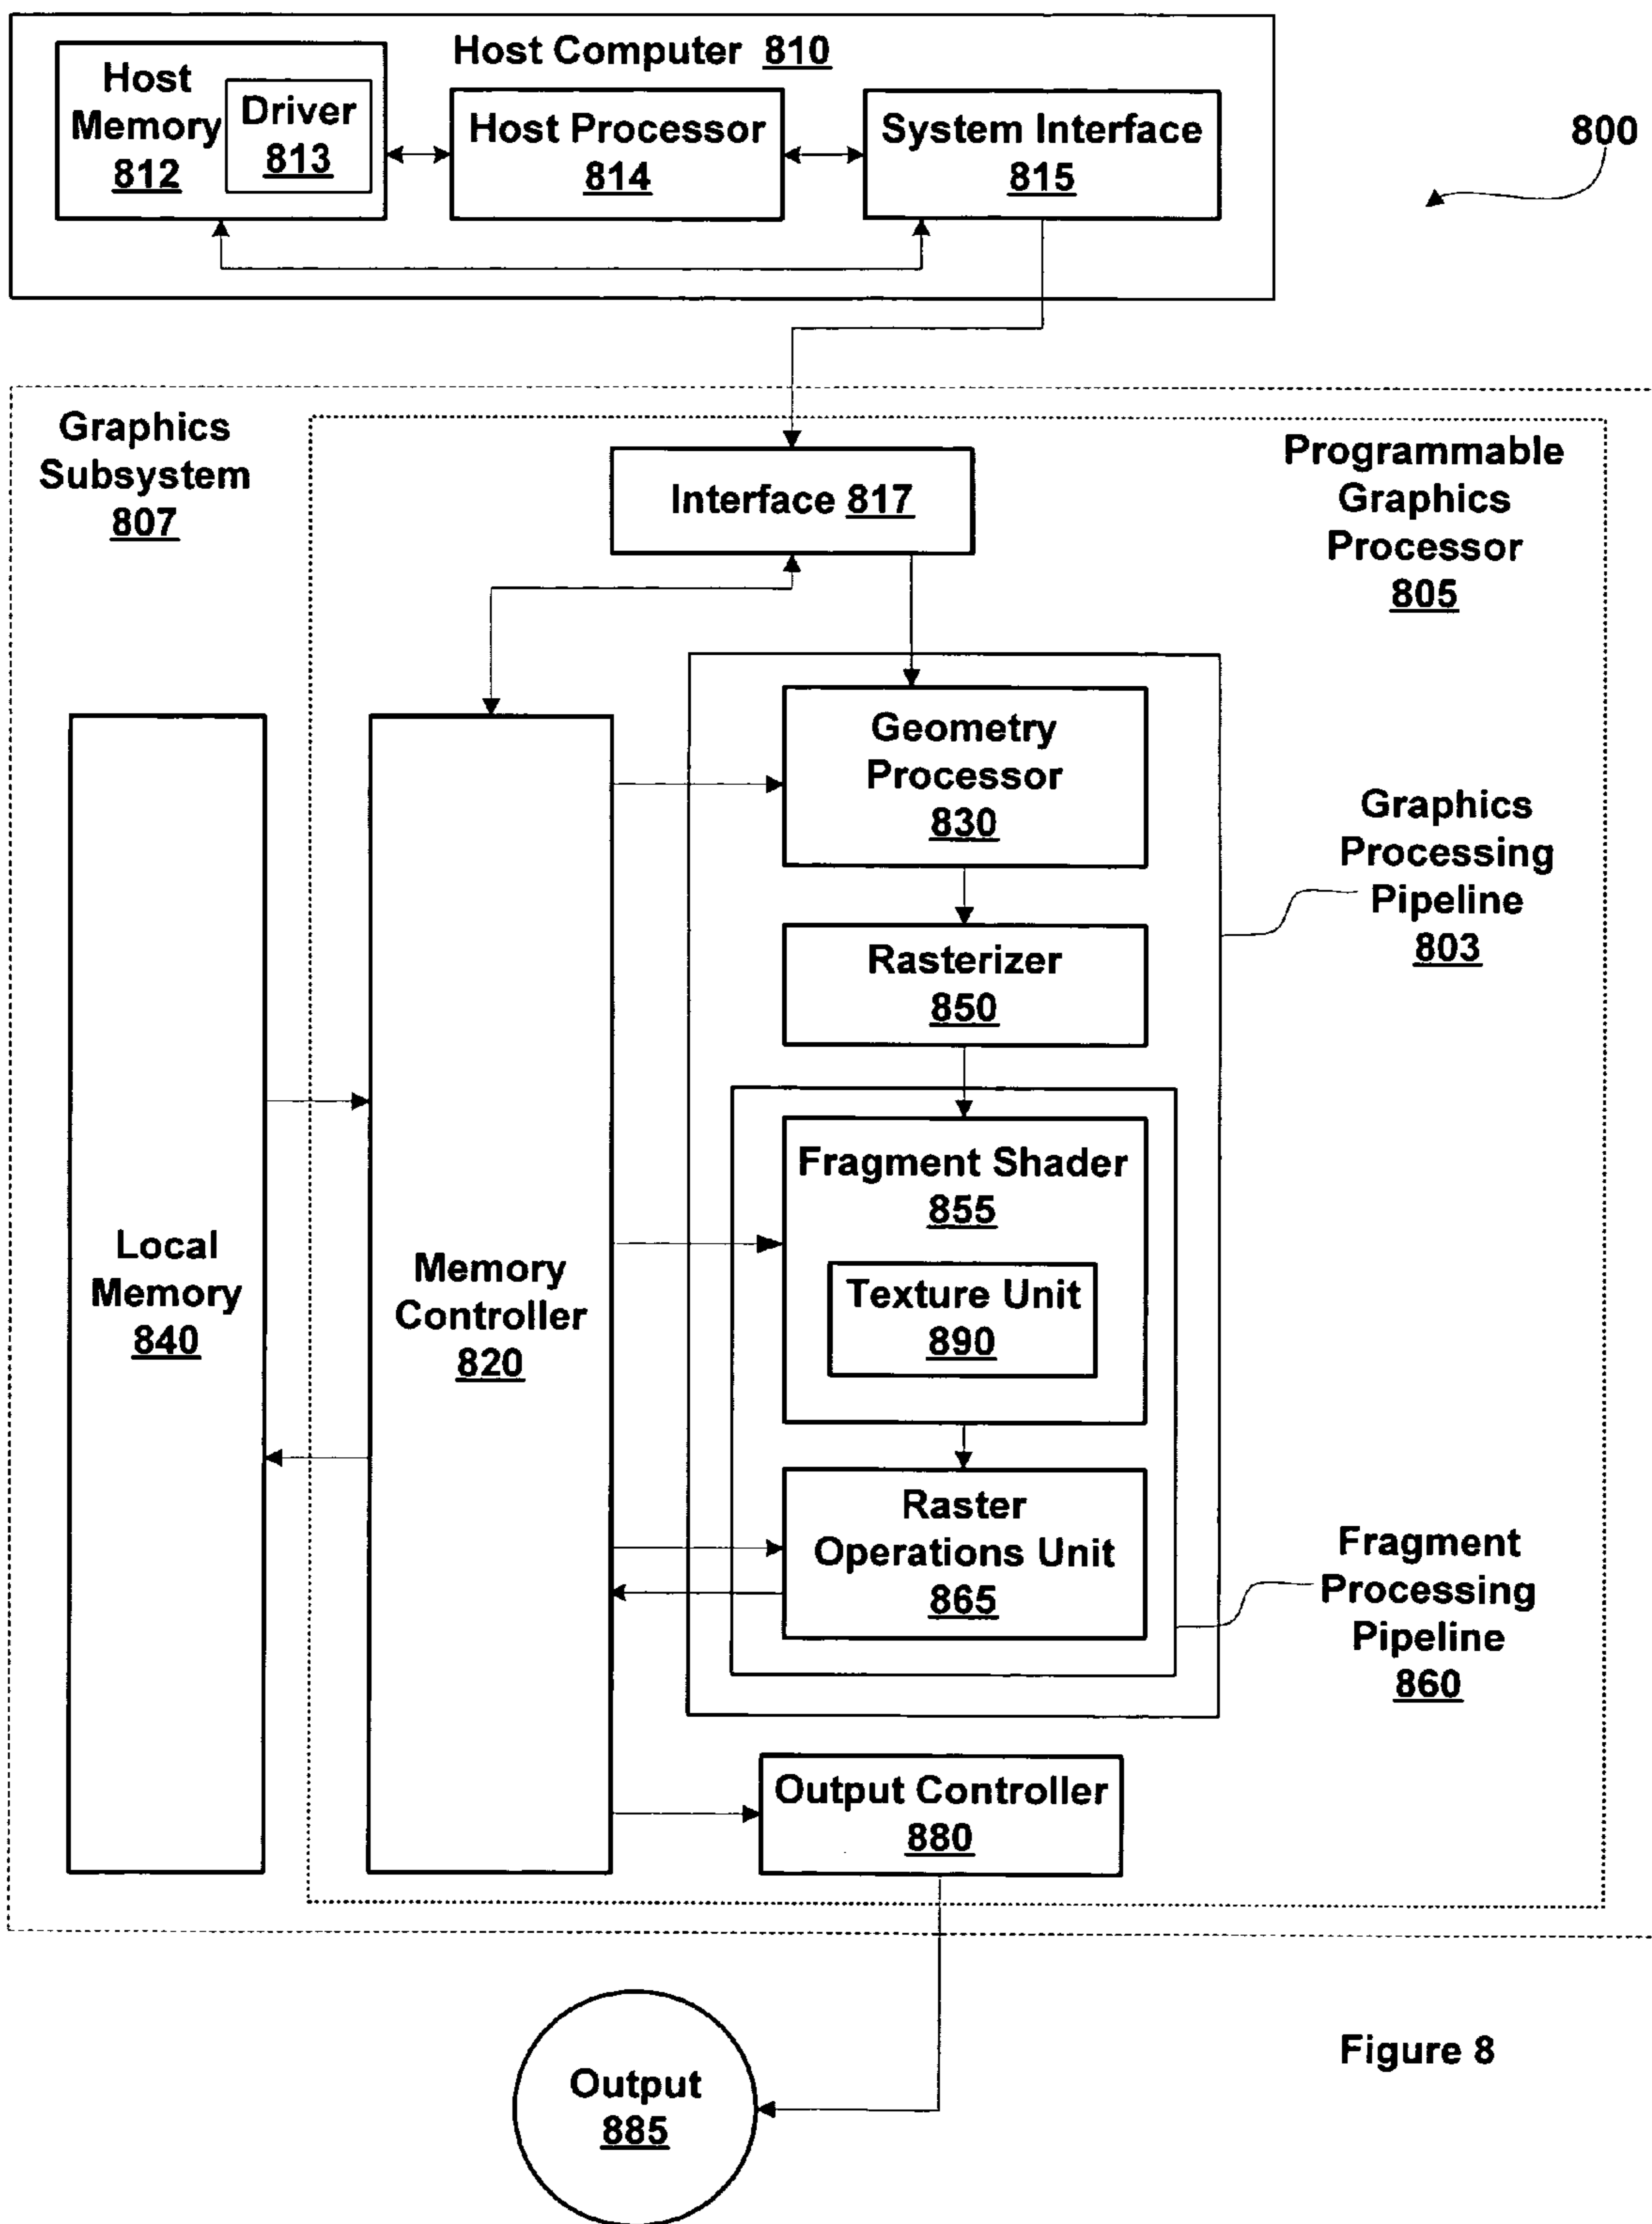 Host Computer 810
Host
Memory
812
Driver
813
Host Processor
814
System Interface
815
800
Graphics
Subsystem
807
Interface 817
Programmable
Graphics
Processor
805
Geometry
Processor
830
Graphics
Processing
Pipeline
803
Rasterizer
850
Fragment Shader
855
Texture Unit
890
Local
Memory
840
Memory
Controller
820
Raster
Operations Unit
865
Fragment
Processing
Pipeline
860
Output Controller
880
Output
885
Figure 8